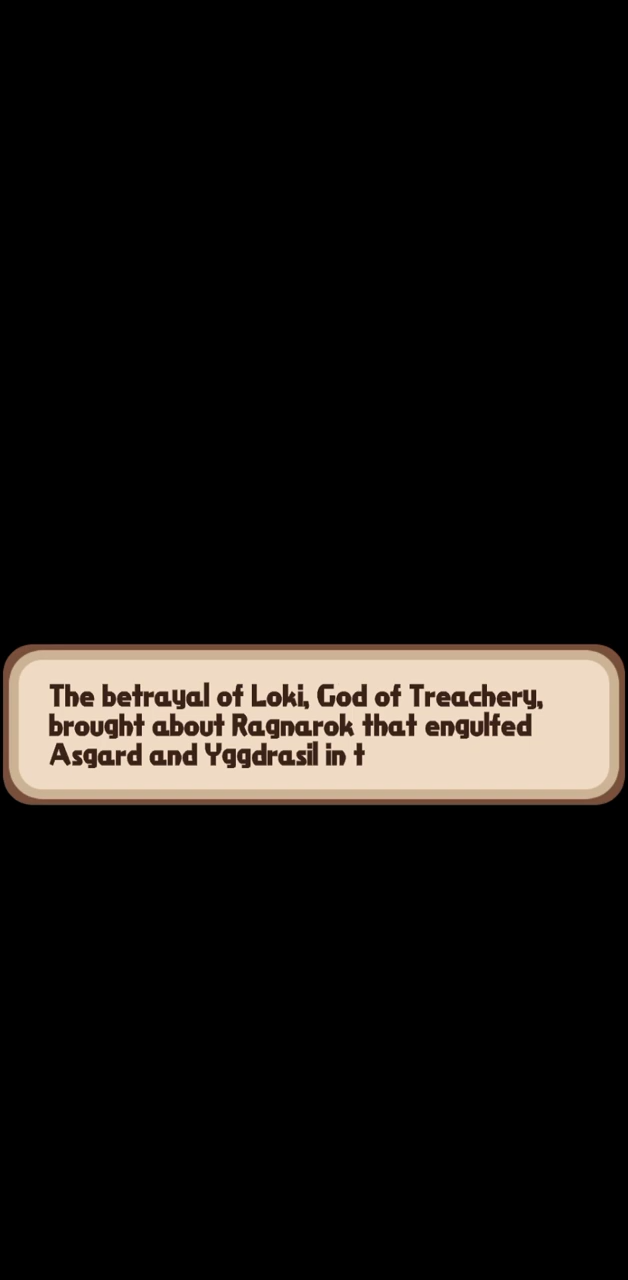 The betrayal of Loki, God of Treachery,
brought about Ragnarok that engulfed
Asgard and Yggdrasil in t